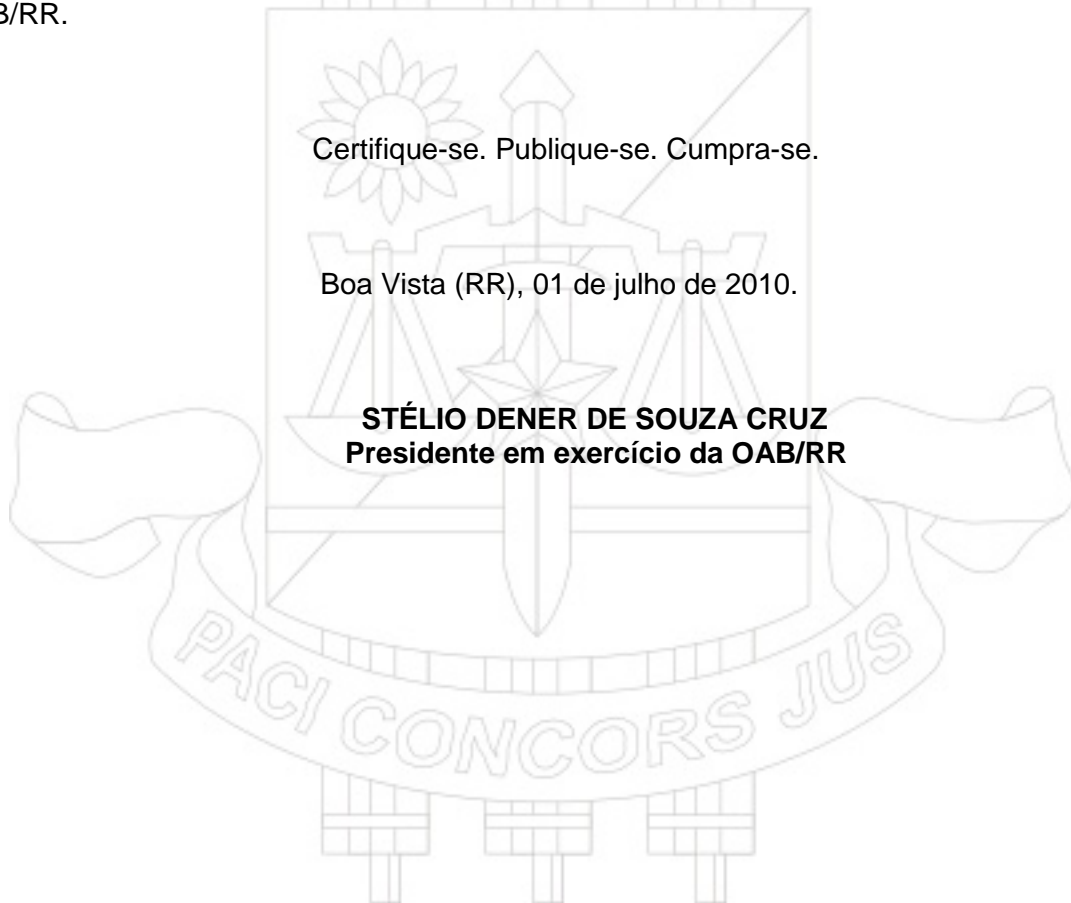 B/RR.
Certifique-se. Publique-se. Cumpra-se.
Boa Vista (RR), 01 de julho de 2010.
STÉLIO DENER DE SOUZA CRUZ
Presidente em exercício da OAB/RR
PACI CONCORS JUS